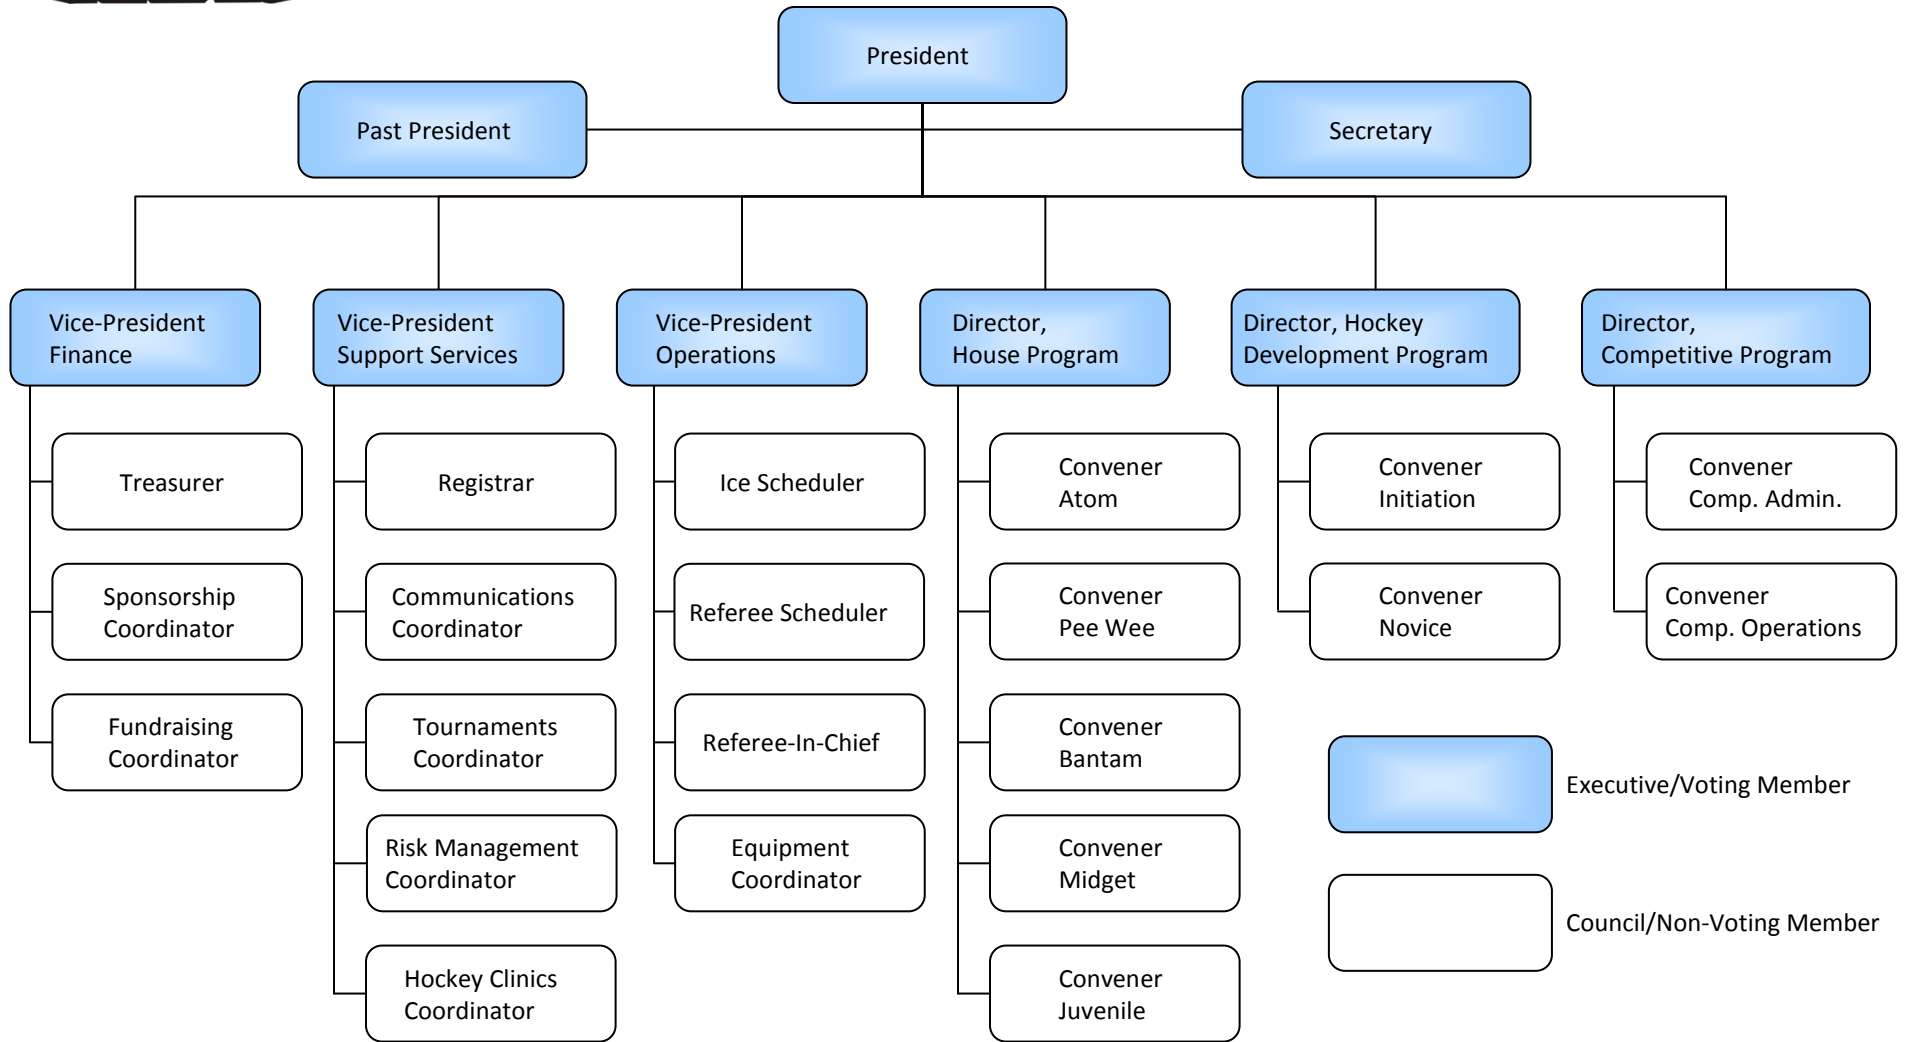 President
Past President
Secretary
Vice-President
Finance
Vice-President
Support Services
Vice-President
Operations
Director,
House Program
Director, Hockey
Development Program
Director,
Competitive Program
Treasurer
Sponsorship
Coordinator
Fundraising
Coordinator
Registrar
Communications
Coordinator
Tournaments
Coordinator
Risk Management
Coordinator
Hockey Clinics
Coordinator
Ice Scheduler
Referee Scheduler
Referee-In-Chief
Equipment
Coordinator
Convener
Atom
Convener
Pee Wee
Convener
Bantam
Convener
Midget
Convener
Juvenile
Convener
Initiation
Convener
Novice
Convener
Comp. Admin.
Convener
Comp. Operations
Executive/Voting Member
Council/Non-Voting Member